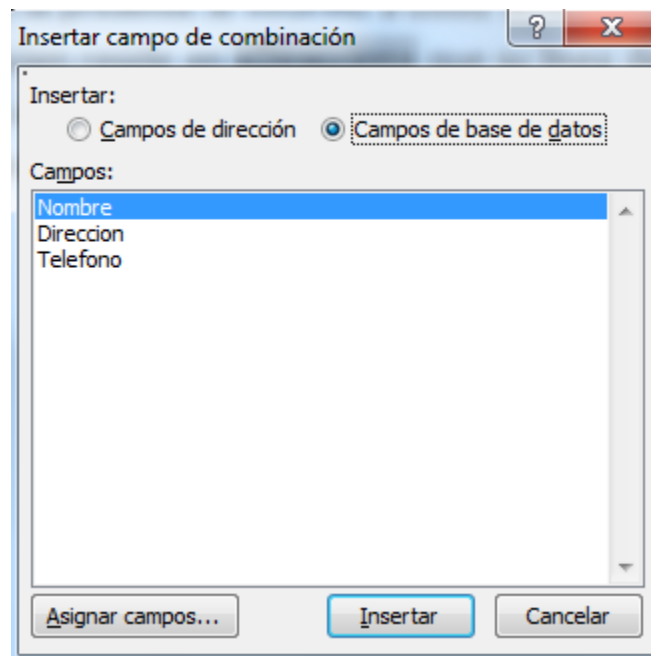 Insertar campo de combinación
Insertar:
Campos de dirección Campos de base de datos
Campos:
Nombre
Direccion
Telefono
Asignar campos... Insertar Cancelar